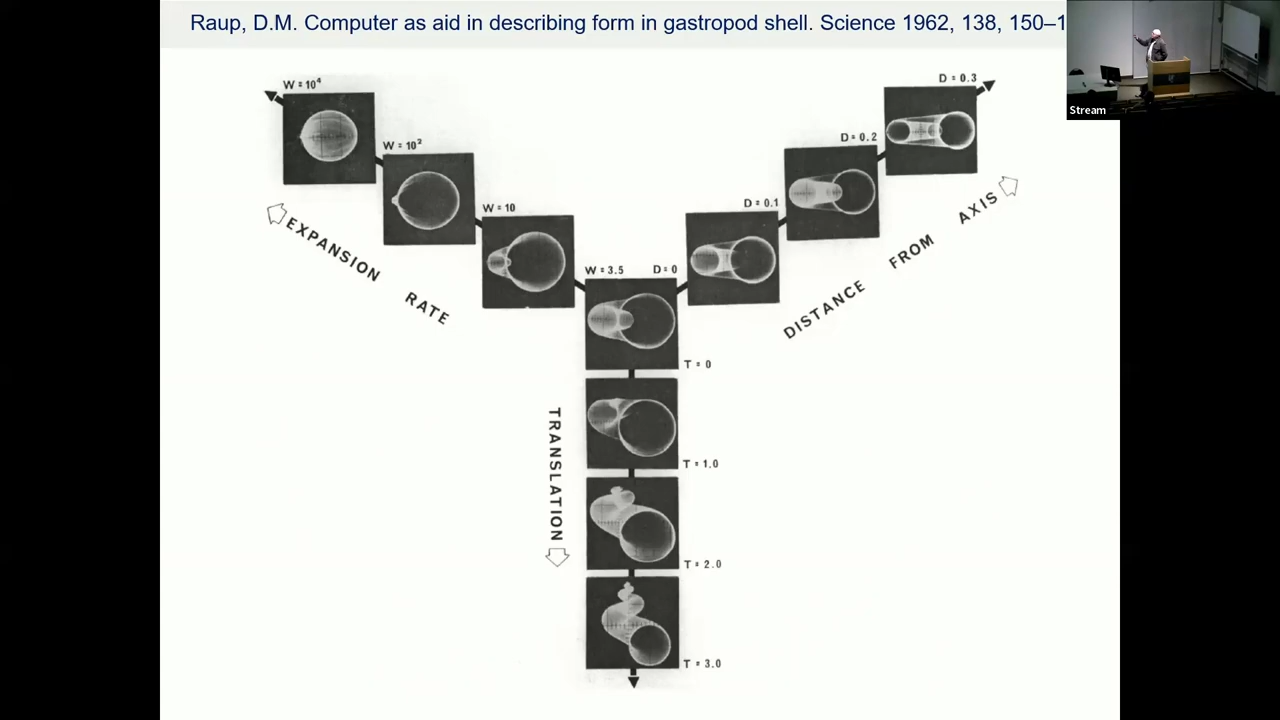 Raup, D.M. Computer as aid in describing form in gastropod shell. Science 1962, 138, 150–1
Stream
W = 10⁴
D = 0.3
W = 10²
D = 0.2
W = 10
D = 0.1
W = 3.5 D = 0
EXPANSION RATE
DISTANCE FROM AXIS
T = 0
TRANSLATION
T = 1.0
T = 2.0
T = 3.0